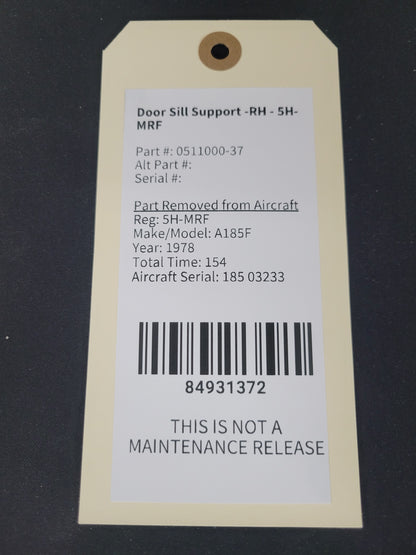 Door Sill Support -RH - 5H-
MRF
Part #: 0511000-37
Alt Part #:
Serial #:
Part Removed from Aircraft
Reg: 5H-MRF
Make/Model: A185F
Year: 1978
Total Time: 154
Aircraft Serial: 185 03233
84931372
THIS IS NOT A
MAINTENANCE RELEASE